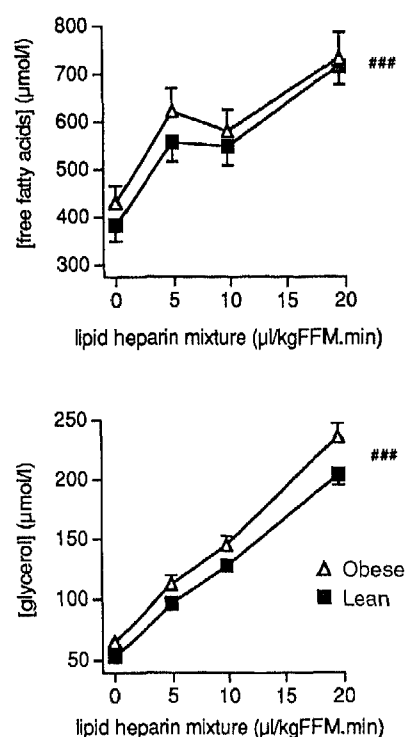 800
700
600
500
400
300
[free fatty acids] (μmol/l)
###
0 5 10 15 20
lipid heparin mixture (μl/kgFFM.min)
250
200
150
100
50
[glycerol] (μmol/l)
###
Obese
Lean
0 5 10 15 20
lipid heparin mixture (μl/kgFFM.min)